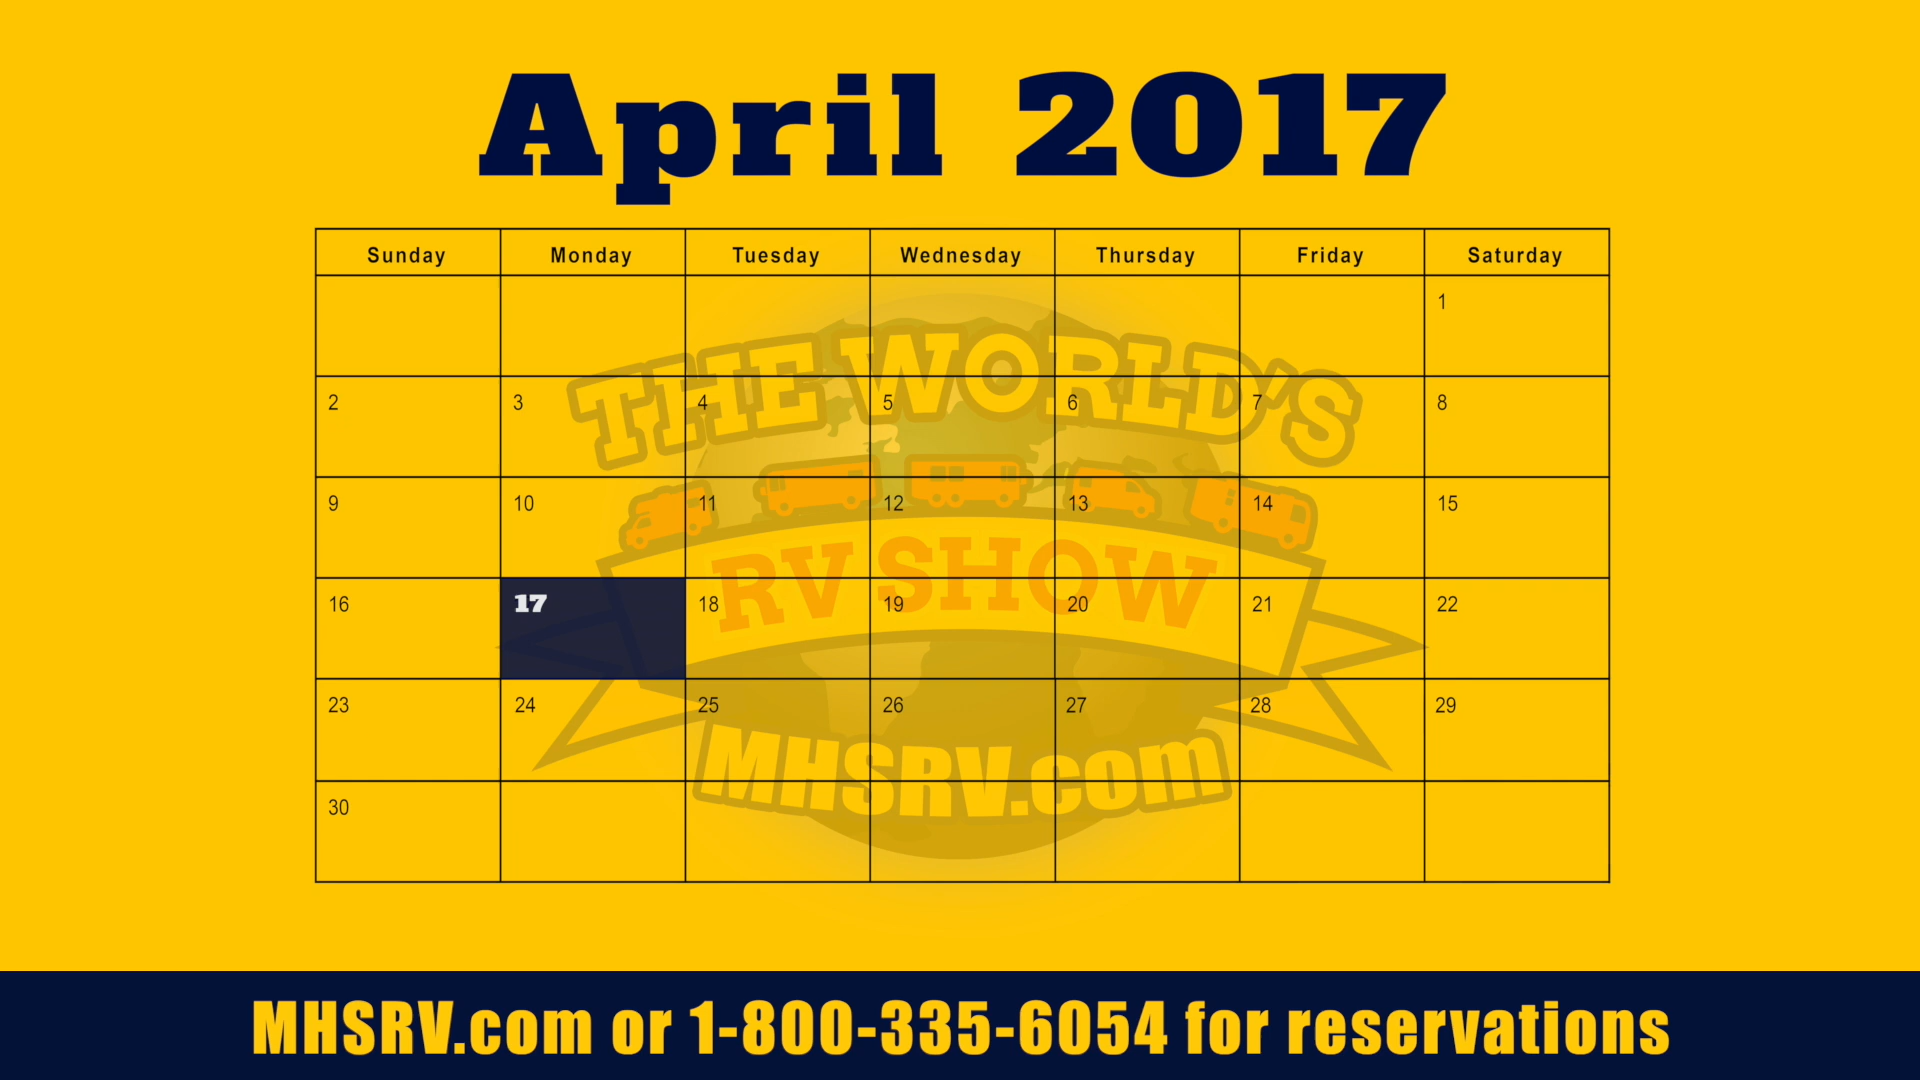 April 2017
Sunday Monday Tuesday Wednesday Thursday Friday Saturday
1
THE WORLD'S
2 3 4 5 6 7 8
9 10 11 12 13 14 15
RV SHOW
16 17 18 19 20 21 22
23 24 25 26 27 28 29
MHSRV.com
30
MHSRV.com or 1-800-335-6054 for reservations